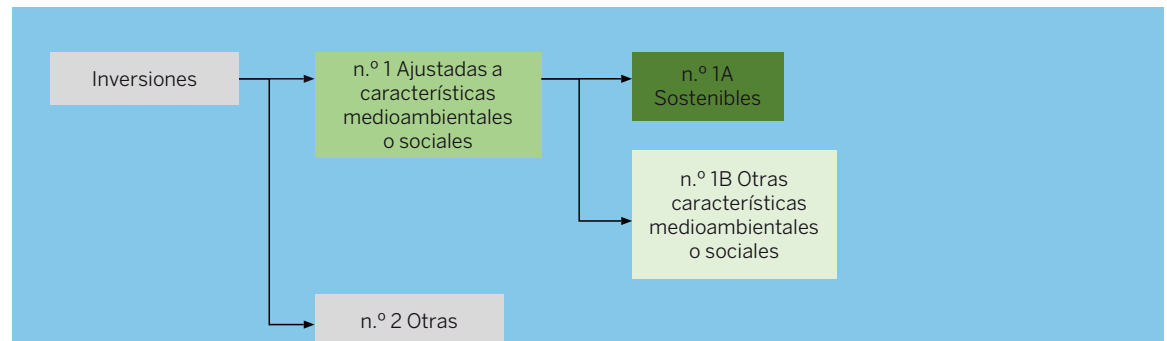 Inversiones
n.º 1 Ajustadas a
características
medioambientales
o sociales
n.º 1A
Sostenibles
n.º 1B Otras
características
medioambientales
o sociales
n.º 2 Otras